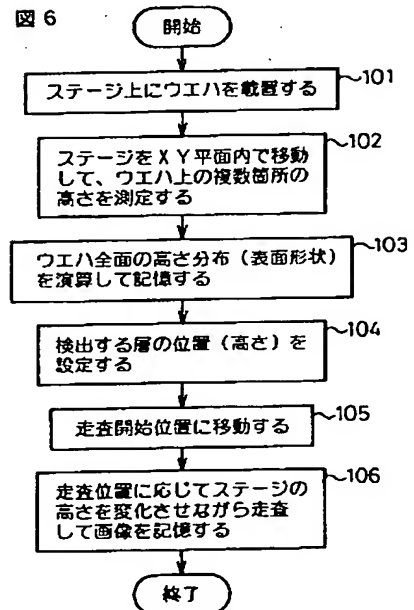 図 6
開始
ステージ上にウエハを載置する
101
ステージをXY平面内で移動
して、ウエハ上の複数箇所の
高さを測定する
102
ウエハ全面の高さ分布(表面形状)
を演算して記憶する
103
検出する層の位置(高さ)を
設定する
104
走査開始位置に移動する
105
走査位置に応じてステージの
高さを変化させながら走査
して画像を記憶する
106
終了